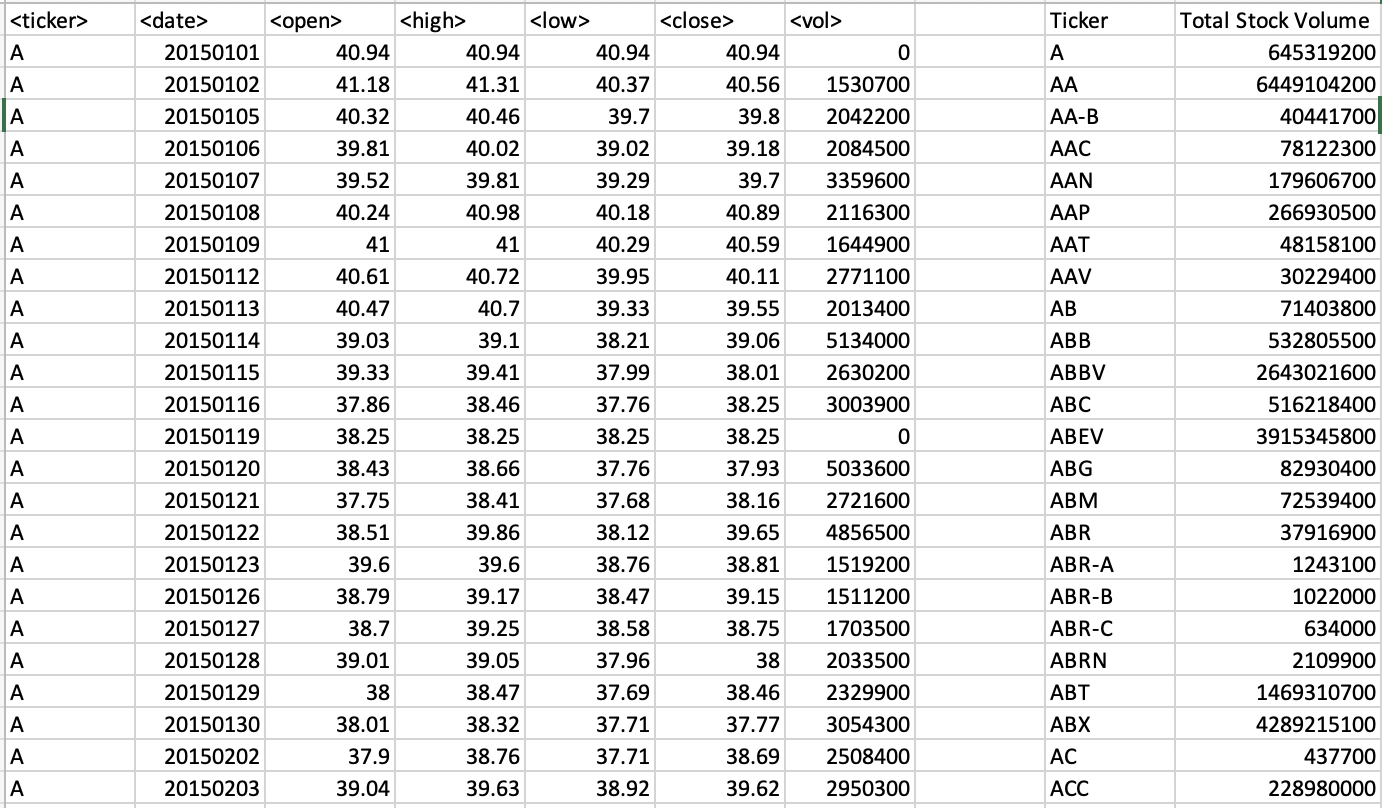 <ticker> <date> <open> <high> <low> <close> <vol> Ticker Total Stock Volume
A 20150101 40.94 40.94 40.94 40.94 0 A 645319200
A 20150102 41.18 41.31 40.37 40.56 1530700 AA 6449104200
A 20150105 40.32 40.46 39.7 39.8 2042200 AA-B 40441700
A 20150106 39.81 40.02 39.02 39.18 2084500 AAC 78122300
A 20150107 39.52 39.81 39.29 39.7 3359600 AAN 179606700
A 20150108 40.24 40.98 40.18 40.89 2116300 AAP 266930500
A 20150109 41 41 40.29 40.59 1644900 AAT 48158100
A 20150112 40.61 40.72 39.95 40.11 2771100 AAV 30229400
A 20150113 40.47 40.7 39.33 39.55 2013400 AB 71403800
A 20150114 39.03 39.1 38.21 39.06 5134000 ABB 532805500
A 20150115 39.33 39.41 37.99 38.01 2630200 ABBV 2643021600
A 20150116 37.86 38.46 37.76 38.25 3003900 ABC 516218400
A 20150119 38.25 38.25 38.25 38.25 0 ABEV 3915345800
A 20150120 38.43 38.66 37.76 37.93 5033600 ABG 82930400
A 20150121 37.75 38.41 37.68 38.16 2721600 ABM 72539400
A 20150122 38.51 39.86 38.12 39.65 4856500 ABR 37916900
A 20150123 39.6 39.6 38.76 38.81 1519200 ABR-A 1243100
A 20150126 38.79 39.17 38.47 39.15 1511200 ABR-B 1022000
A 20150127 38.7 39.25 38.58 38.75 1703500 ABR-C 634000
A 20150128 39.01 39.05 37.96 38 2033500 ABRN 2109900
A 20150129 38 38.47 37.69 38.46 2329900 ABT 1469310700
A 20150130 38.01 38.32 37.71 37.77 3054300 ABX 4289215100
A 20150202 37.9 38.76 37.71 38.69 2508400 AC 437700
A 20150203 39.04 39.63 38.92 39.62 2950300 ACC 228980000